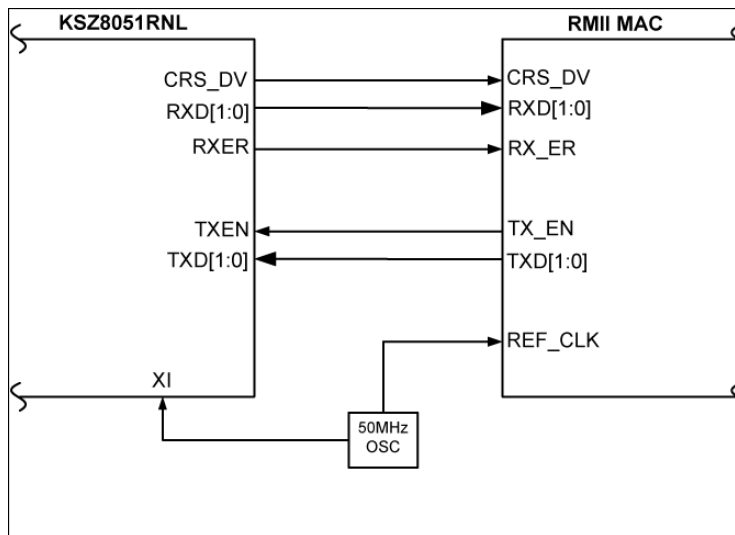 KSZ8051RNL
RMII MAC
CRS_DV
CRS_DV
RXD[1:0]
RXD[1:0]
RXER
RX_ER
TXEN
TX_EN
TXD[1:0]
TXD[1:0]
REF_CLK
XI
50MHz
OSC